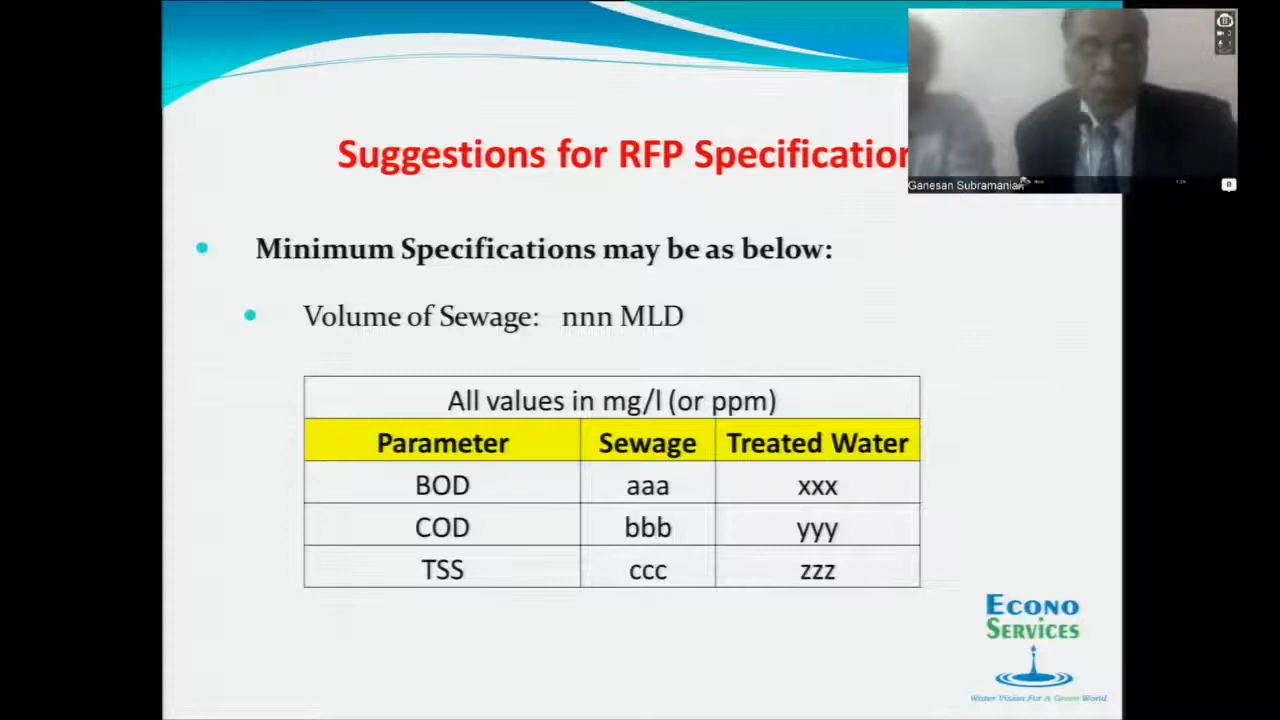 Suggestions for RFP Specification
Ganesan Subramanian
Minimum Specifications may be as below:
Volume of Sewage: nnn MLD
All values in mg/l (or ppm)
Parameter Sewage Treated Water
BOD aaa xxx
COD bbb yyy
TSS ccc zzz
ECONO
SERVICES
Water Vision For A Green World